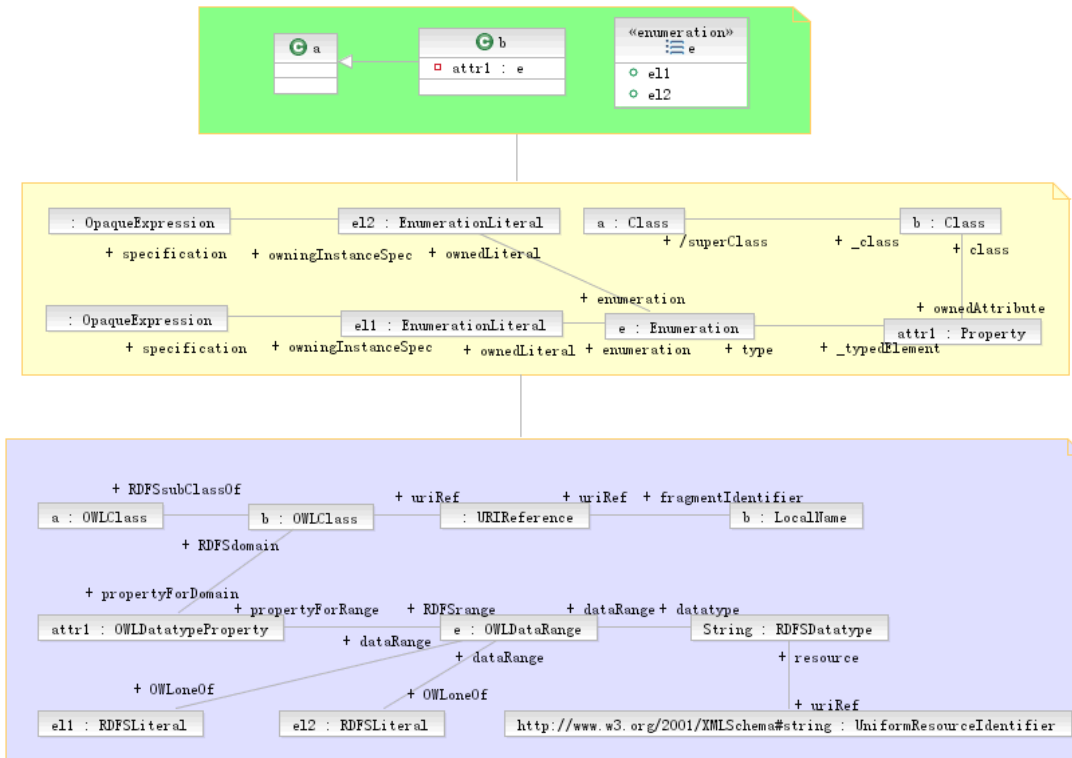 C a
C b
attr1 : e
«enumeration»
e
el1
el2
: OpaqueExpression
el2 : EnumerationLiteral
a : Class
b : Class
+ specification
+ owningInstanceSpec
+ ownedLiteral
+ /superClass
+ _class
+ class
+ enumeration
+ ownedAttribute
: OpaqueExpression
el1 : EnumerationLiteral
e : Enumeration
attr1 : Property
+ specification
+ owningInstanceSpec
+ ownedLiteral
+ enumeration
+ type
+ _typedElement
+ RDFSsubClassOf
+ uriRef
+ uriRef
+ fragmentIdentifier
a : OWLClass
b : OWLClass
: URIReference
b : LocalName
+ RDFSdomain
+ propertyForDomain
+ propertyForRange
+ RDFSrange
+ dataRange
+ datatype
attr1 : OWLDatatypeProperty
e : OWLDataRange
String : RDFSDatatype
+ dataRange
+ dataRange
+ resource
+ OWLoneOf
+ OWLoneOf
+ uriRef
el1 : RDFSLiteral
el2 : RDFSLiteral
http://www.w3.org/2001/XMLSchema#string : UniformResourceIdentifier